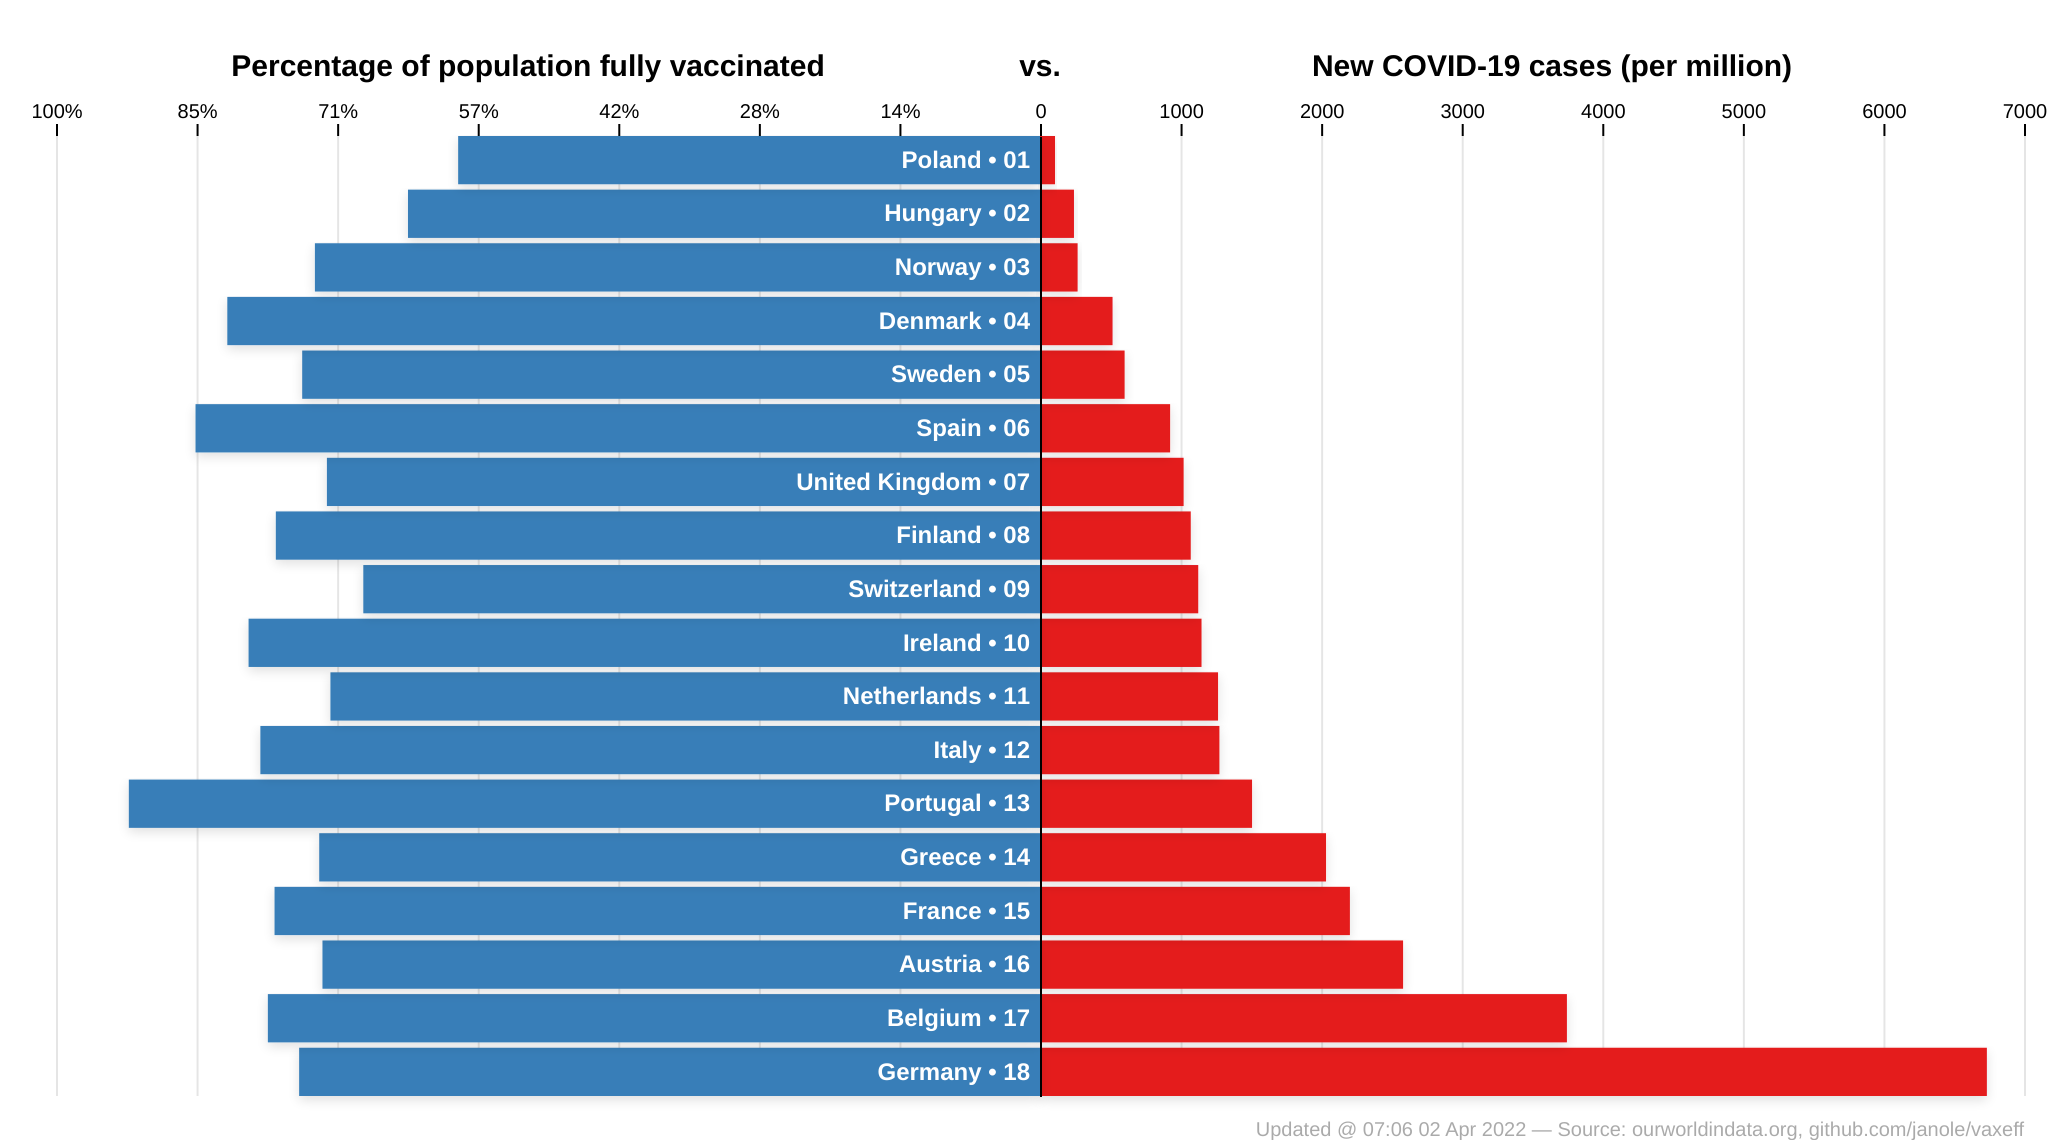 Percentage of population fully vaccinated vs. New COVID-19 cases (per million)
100% 85% 71% 57% 42% 28% 14% 0 1000 2000 3000 4000 5000 6000 7000
Poland • 01
Hungary • 02
Norway • 03
Denmark • 04
Sweden • 05
Spain • 06
United Kingdom • 07
Finland • 08
Switzerland • 09
Ireland • 10
Netherlands • 11
Italy • 12
Portugal • 13
Greece • 14
France • 15
Austria • 16
Belgium • 17
Germany • 18
Updated @ 07:06 02 Apr 2022 — Source: ourworldindata.org, github.com/janole/vaxeff